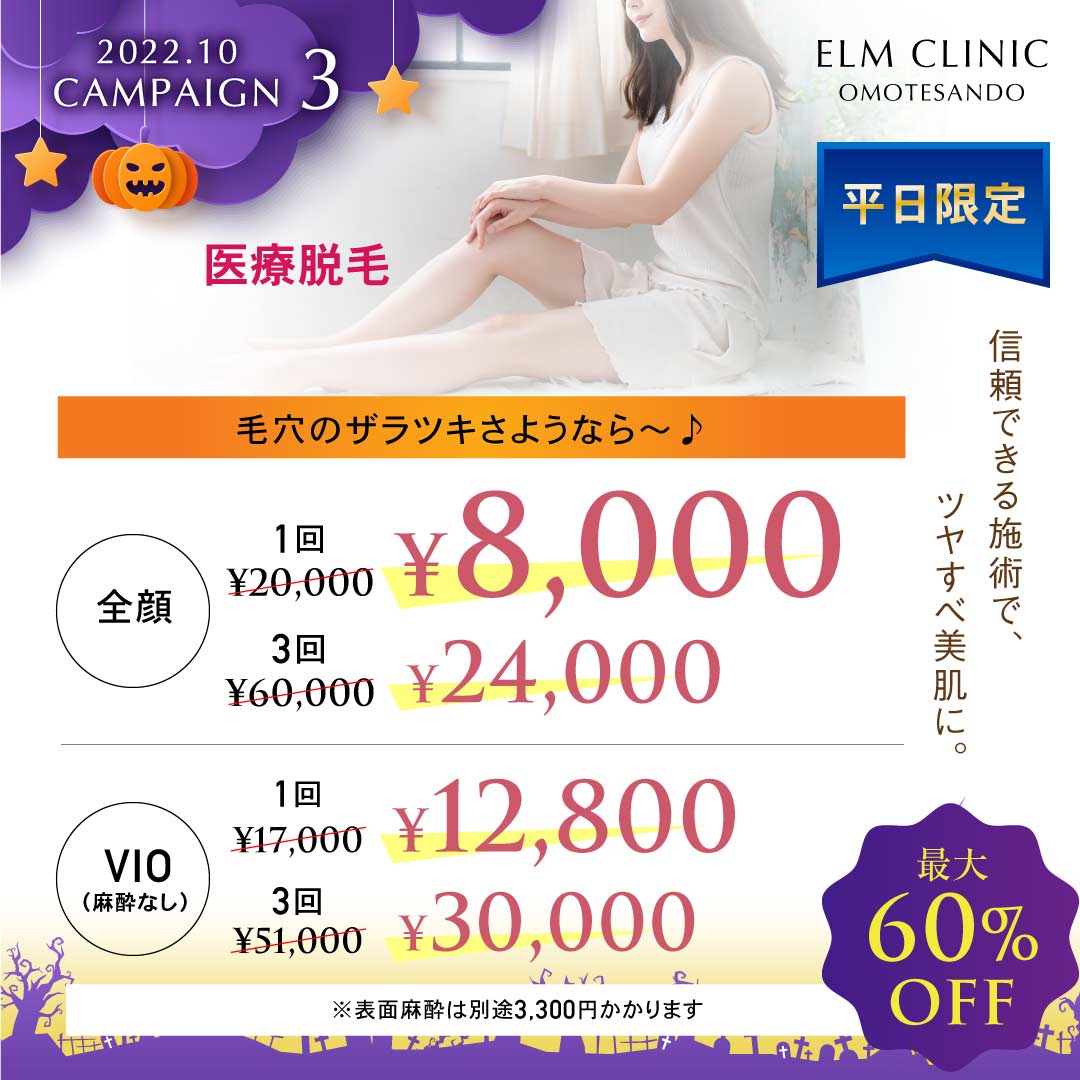 2022.10
CAMPAIGN 3
ELM CLINIC
OMOTESANDO
平日限定
医療脱毛
信頼できる施術で、
ツヤすべ美肌に。
毛穴のザラツキさようなら～♪
全顔
1回
¥20,000
¥8,000
3回
¥60,000
¥24,000
VIO
（麻酔なし）
1回
¥17,000
¥12,800
3回
¥51,000
¥30,000
※表面麻酔は別途3,300円かかります
最大
60%
OFF